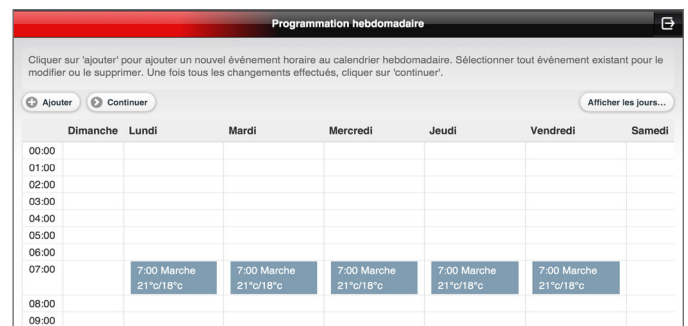 Programmation hebdomadaire
Cliquer sur 'ajouter' pour ajouter un nouvel événement horaire au calendrier hebdomadaire. Sélectionner tout événement existant pour le
modifier ou le supprimer. Une fois tous les changements effectués, cliquer sur 'continuer'.
Ajouter Continuer Afficher les jours...
Dimanche Lundi Mardi Mercredi Jeudi Vendredi Samedi
00:00
01:00
02:00
03:00
04:00
05:00
06:00
07:00 7:00 Marche 7:00 Marche 7:00 Marche 7:00 Marche 7:00 Marche
21°c/18°c 21°c/18°c 21°c/18°c 21°c/18°c 21°c/18°c
08:00
09:00